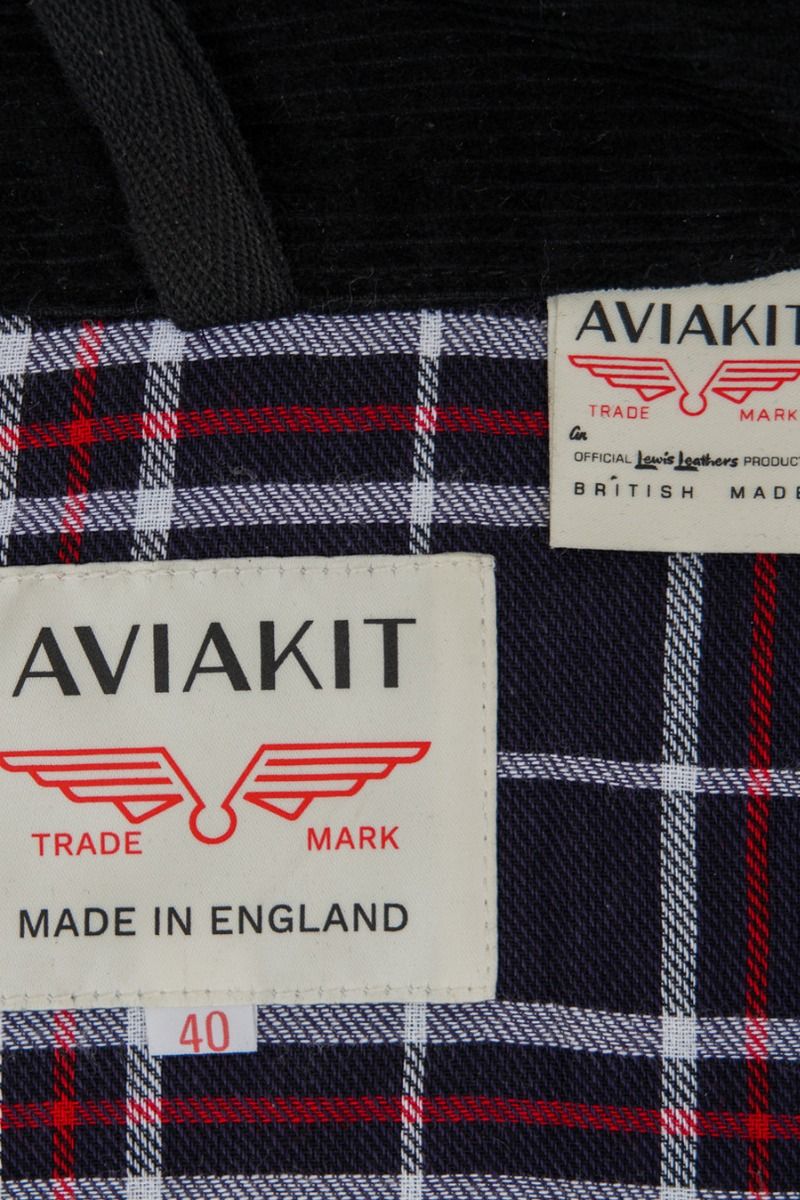 AVIAKIT
TRADE MARK
An
OFFICIAL Lewis Leathers PRODUCT
BRITISH MADE
AVIAKIT
TRADE MARK
MADE IN ENGLAND
40